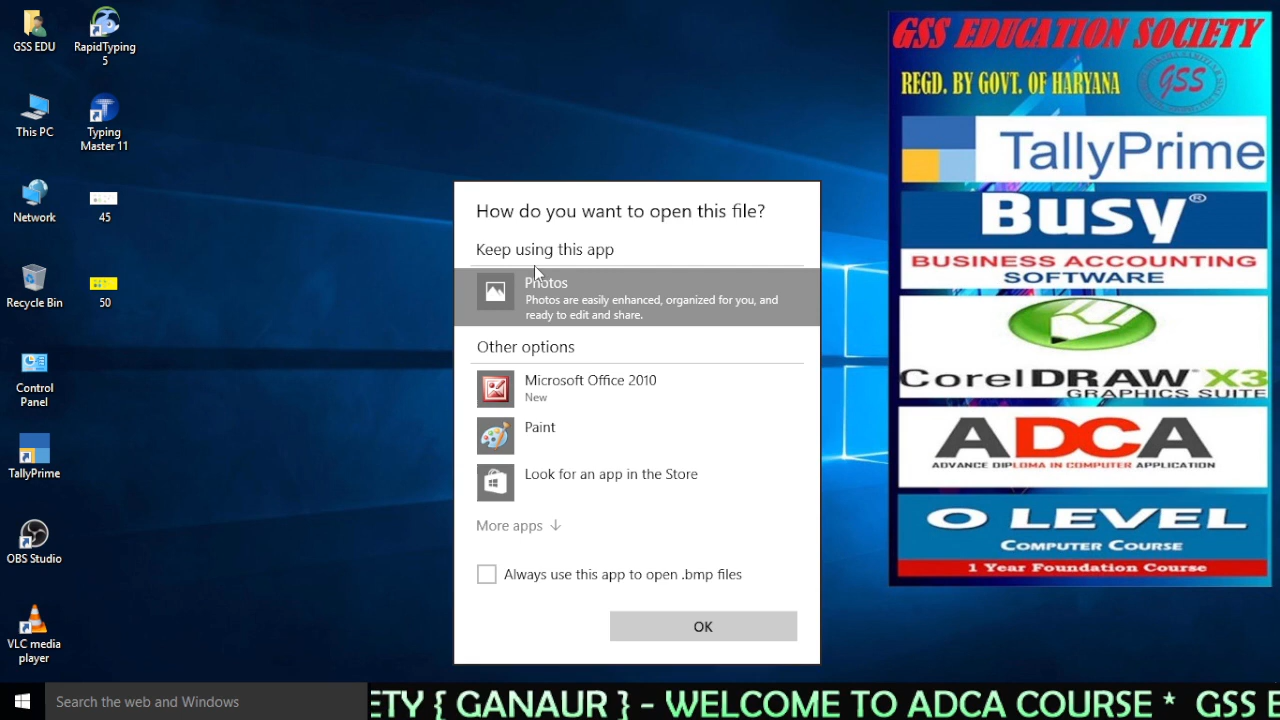 GSS EDU
RapidTyping 5
This PC
Typing Master 11
Network
45
Recycle Bin
50
Control Panel
TallyPrime
OBS Studio
VLC media player
How do you want to open this file?
Keep using this app
Photos
Photos are easily enhanced, organized for you, and
ready to edit and share.
Other options
Microsoft Office 2010
New
Paint
Look for an app in the Store
More apps
Always use this app to open .bmp files
OK
GSS EDUCATION SOCIETY
REGD. BY GOVT. OF HARYANA
GSS
TallyPrime
Busy®
BUSINESS ACCOUNTING
SOFTWARE
CorelDRAW™ X3
GRAPHICS SUITE
ADCA
ADVANCE DIPLOMA IN COMPUTER APPLICATION
O LEVEL
COMPUTER COURSE
1 Year Foundation Course
Search the web and Windows
ETY { GANAUR } - WELCOME TO ADCA COURSE * GSS E